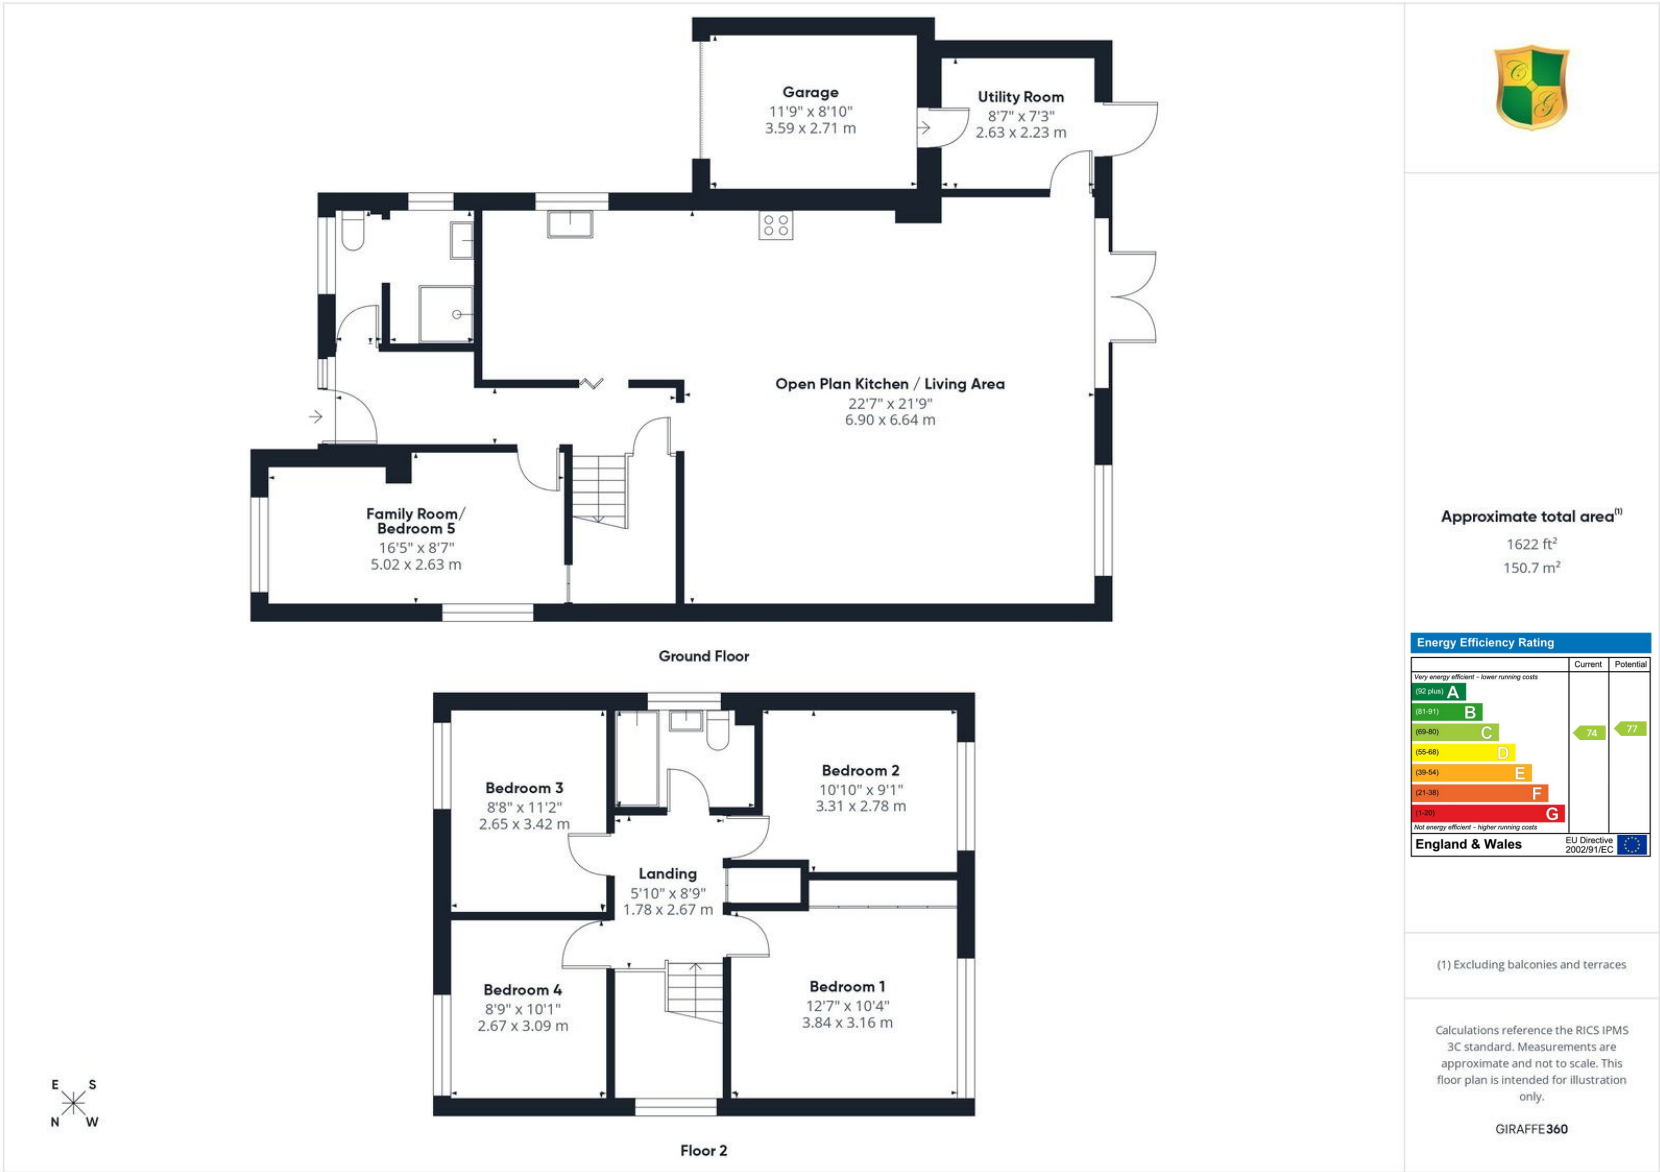 Garage
11'9" x 8'10"
3.59 x 2.71 m
Utility Room
8'7" x 7'3"
2.63 x 2.23 m
Open Plan Kitchen / Living Area
22'7" x 21'9"
6.90 x 6.64 m
Family Room/
Bedroom 5
16'5" x 8'7"
5.02 x 2.63 m
Ground Floor
Bedroom 3
8'8" x 11'2"
2.65 x 3.42 m
Bedroom 2
10'10" x 9'1"
3.31 x 2.78 m
Landing
5'10" x 8'9"
1.78 x 2.67 m
Bedroom 4
8'9" x 10'1"
2.67 x 3.09 m
Bedroom 1
12'7" x 10'4"
3.84 x 3.16 m
Floor 2
E S
N W
C
G
Approximate total area(1)
1622 ft²
150.7 m²
Energy Efficiency Rating
Current Potential
Very energy efficient - lower running costs
(92 plus) A
(81-91) B
(69-80) C 74 77
(55-68) D
(39-54) E
(21-38) F
(1-20) G
Not energy efficient - higher running costs
England & Wales EU Directive
2002/91/EC
(1) Excluding balconies and terraces
Calculations reference the RICS IPMS
3C standard. Measurements are
approximate and not to scale. This
floor plan is intended for illustration
only.
GIRAFFE360